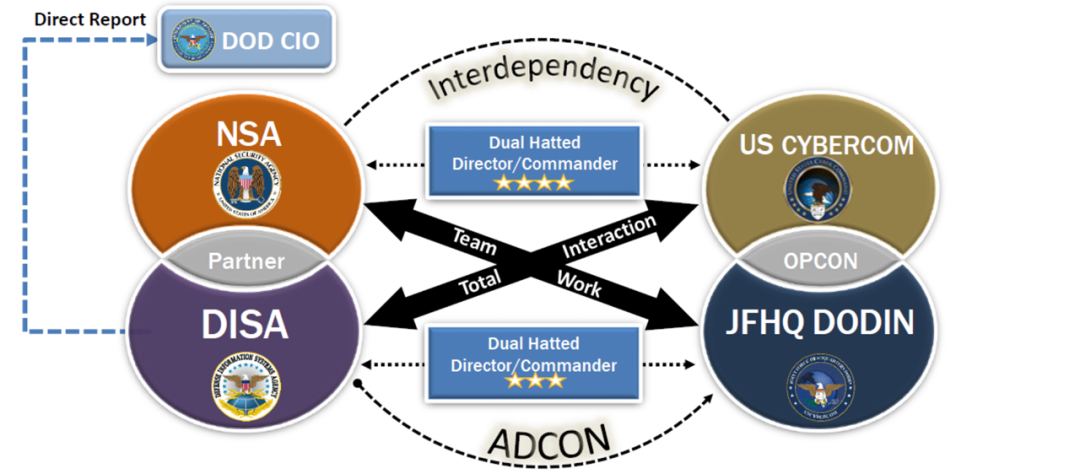 Direct Report
DOD CIO
Interdependency
NSA
NATIONAL SECURITY AGENCY
UNITED STATES OF AMERICA
Dual Hatted
Director/Commander
US CYBERCOM
Team
Interaction
Partner
OPCON
Total
Work
DISA
DEFENSE INFORMATION SYSTEMS AGENCY
Dual Hatted
Director/Commander
JFHQ DODIN
ADCON